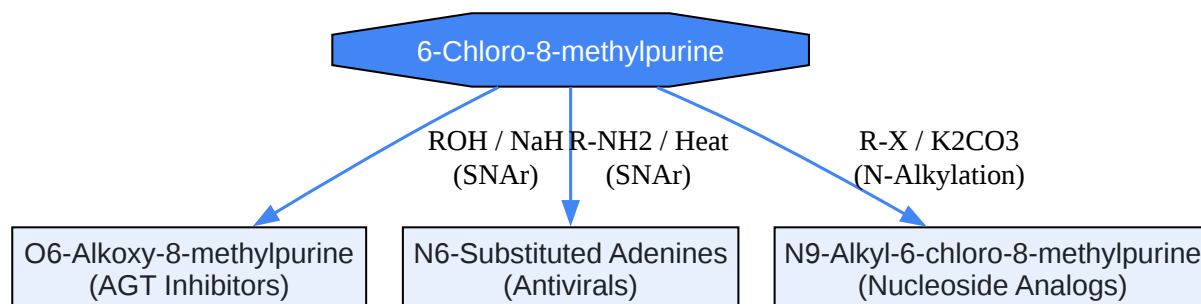 6-Chloro-8-methylpurine
ROH / NaH
(SNAr)
R-NH2 / Heat
(SNAr)
R-X / K2CO3
(N-Alkylation)
O6-Alkoxy-8-methylpurine
(AGT Inhibitors)
N6-Substituted Adenines
(Antivirals)
N9-Alkyl-6-chloro-8-methylpurine
(Nucleoside Analogs)